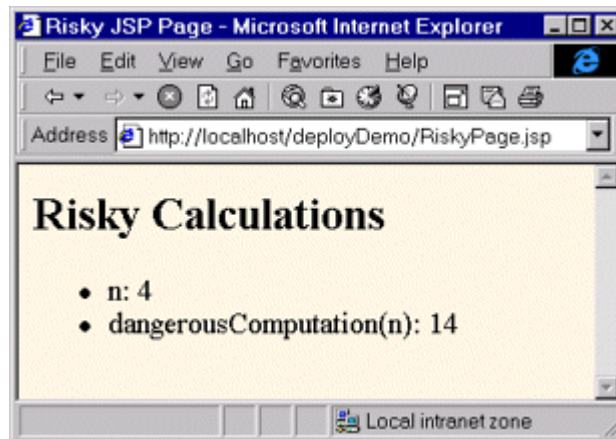 Risky JSP Page - Microsoft Internet Explorer
File Edit View Go Favorites Help
Address http://localhost/deployDemo/RiskyPage.jsp
Risky Calculations
n: 4
dangerousComputation(n): 14
Local intranet zone